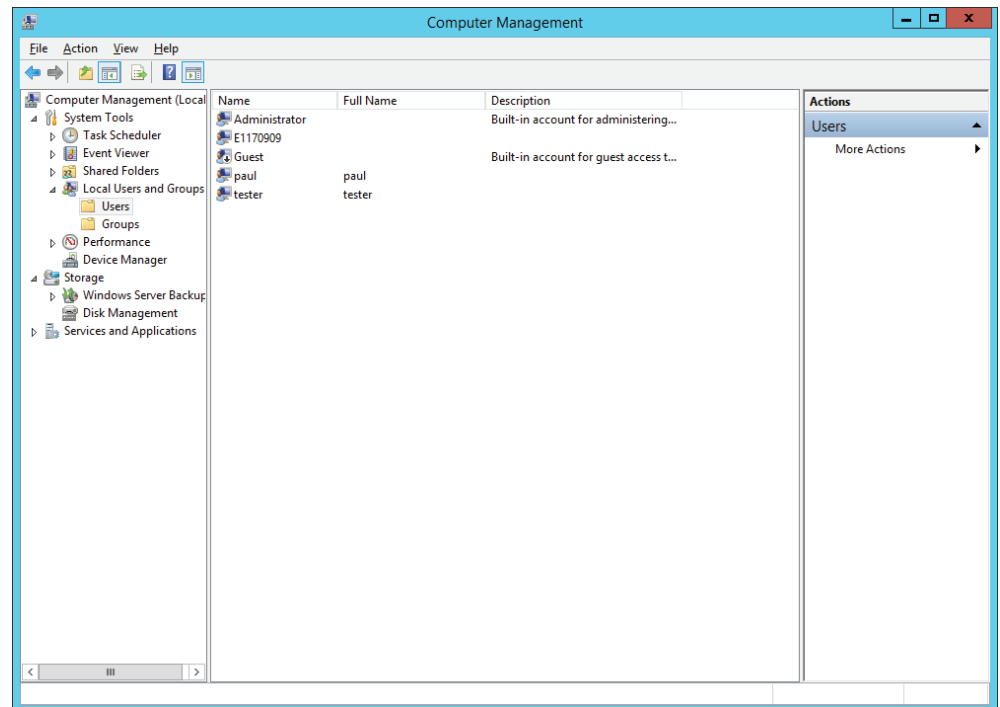 Computer Management
File Action View Help
Computer Management (Local
System Tools
Task Scheduler
Event Viewer
Shared Folders
Local Users and Groups
Users
Groups
Performance
Device Manager
Storage
Windows Server Backup
Disk Management
Services and Applications
Name Full Name Description
Administrator Built-in account for administering...
E1170909
Guest Built-in account for guest access t...
paul paul
tester tester
Actions
Users
More Actions